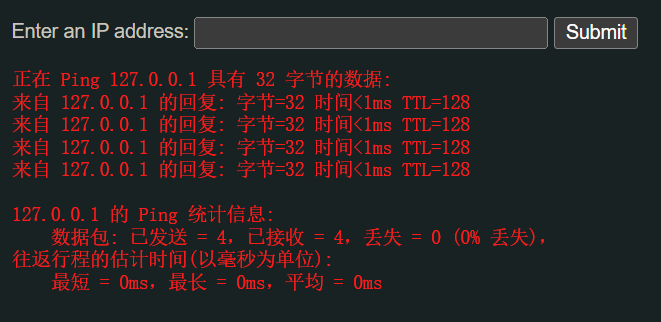 Enter an IP address: Submit
正在 Ping 127.0.0.1 具有 32 字节的数据:
来自 127.0.0.1 的回复: 字节=32 时间<1ms TTL=128
来自 127.0.0.1 的回复: 字节=32 时间<1ms TTL=128
来自 127.0.0.1 的回复: 字节=32 时间<1ms TTL=128
来自 127.0.0.1 的回复: 字节=32 时间<1ms TTL=128
127.0.0.1 的 Ping 统计信息:
数据包: 已发送 = 4，已接收 = 4，丢失 = 0 (0% 丢失)，
往返行程的估计时间(以毫秒为单位):
最短 = 0ms，最长 = 0ms，平均 = 0ms